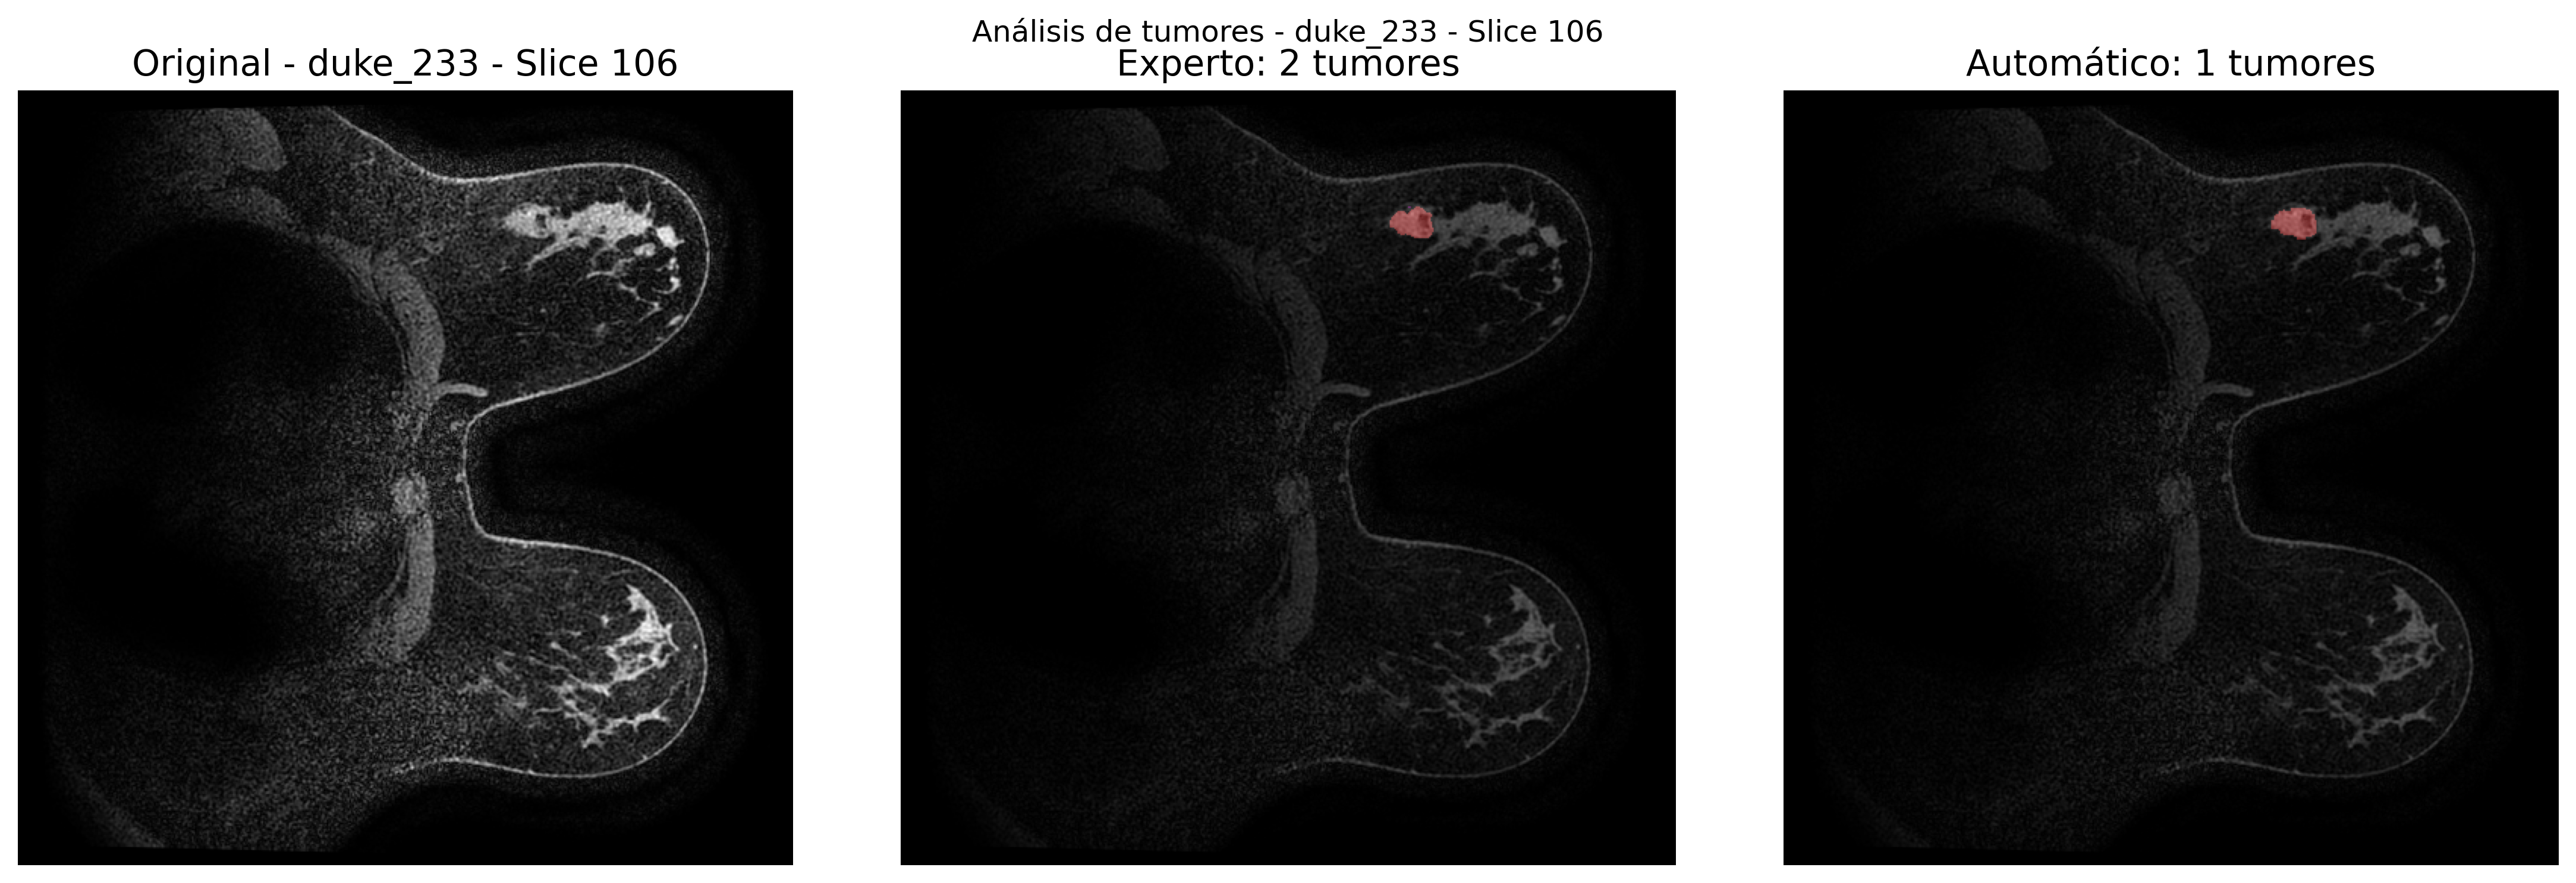 Análisis de tumores - duke_233 - Slice 106
Original - duke_233 - Slice 106
Experto: 2 tumores
Automático: 1 tumores